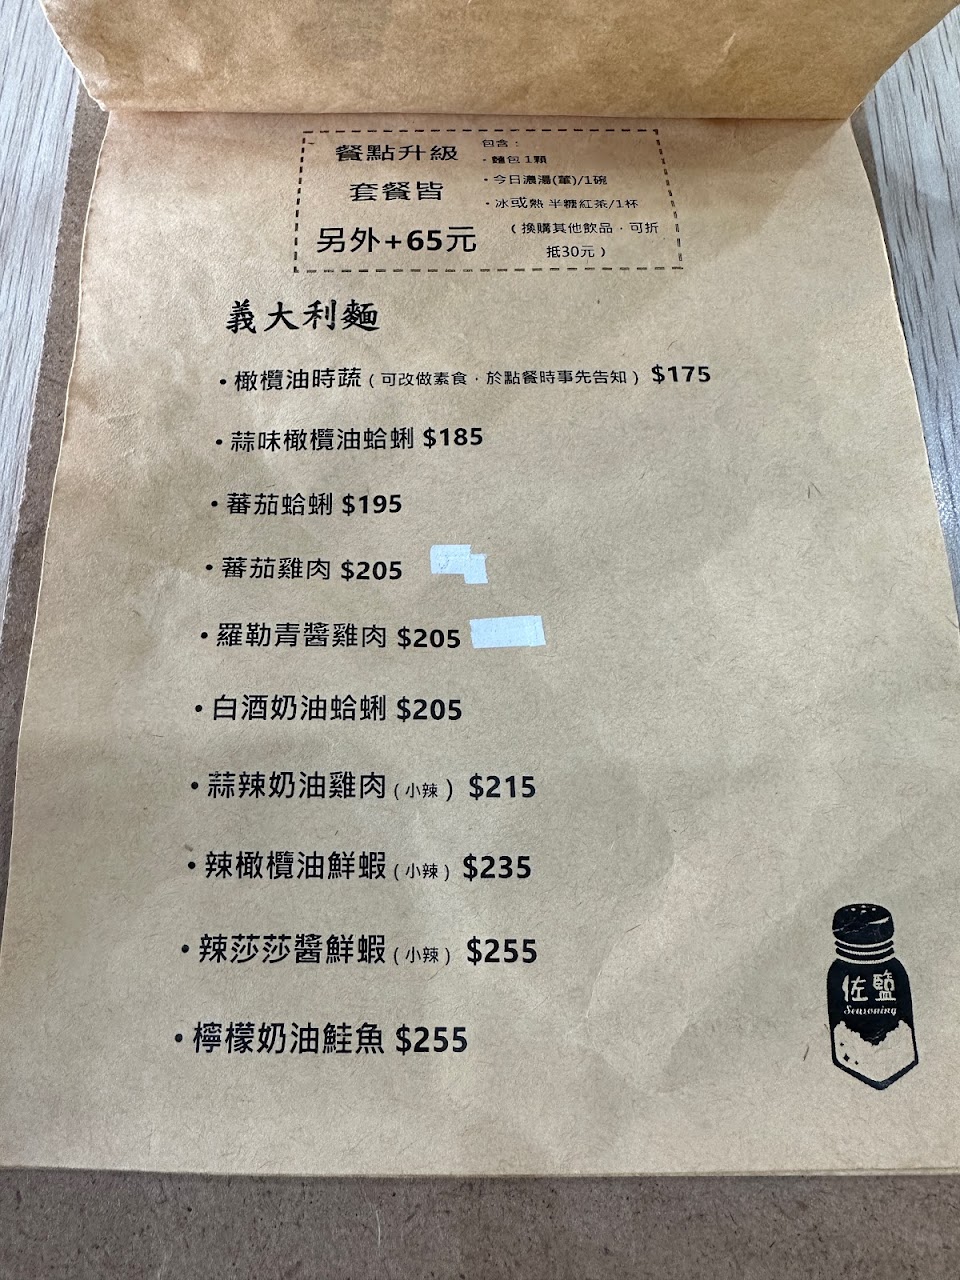 餐點升級
套餐皆
另外+65元
包含：
·麵包 1顆
·今日濃湯(葷)/1碗
·冰或熱 半糖紅茶/1杯
（換購其他飲品，可折
抵30元）
義大利麵
•橄欖油時蔬（可改做素食，於點餐時事先告知）$175
•蒜味橄欖油蛤蜊 $185
•蕃茄蛤蜊 $195
•蕃茄雞肉 $205
•羅勒青醬雞肉 $205
•白酒奶油蛤蜊 $205
•蒜辣奶油雞肉（小辣）$215
•辣橄欖油鮮蝦（小辣）$235
•辣莎莎醬鮮蝦（小辣）$255
•檸檬奶油鮭魚 $255
佐鹽
Seasoning